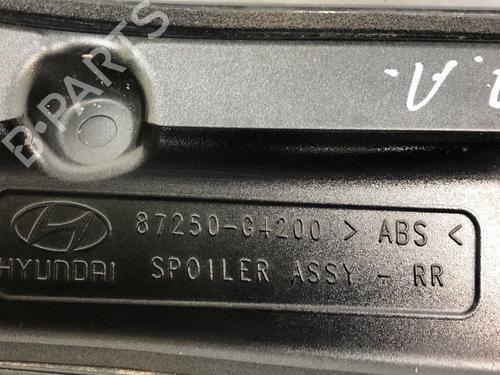 B-PARTS
A.
87250-G4200 > ABS <
HYUNDAI SPOILER ASSY - RR